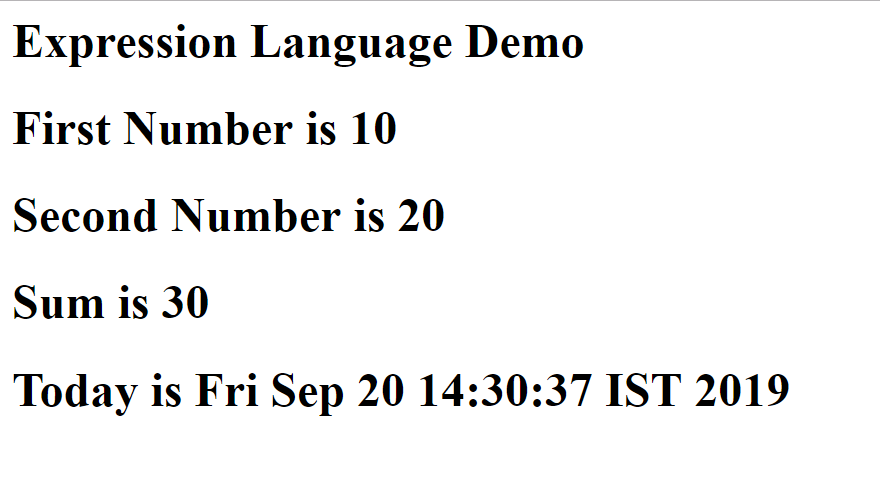 Expression Language Demo
First Number is 10
Second Number is 20
Sum is 30
Today is Fri Sep 20 14:30:37 IST 2019